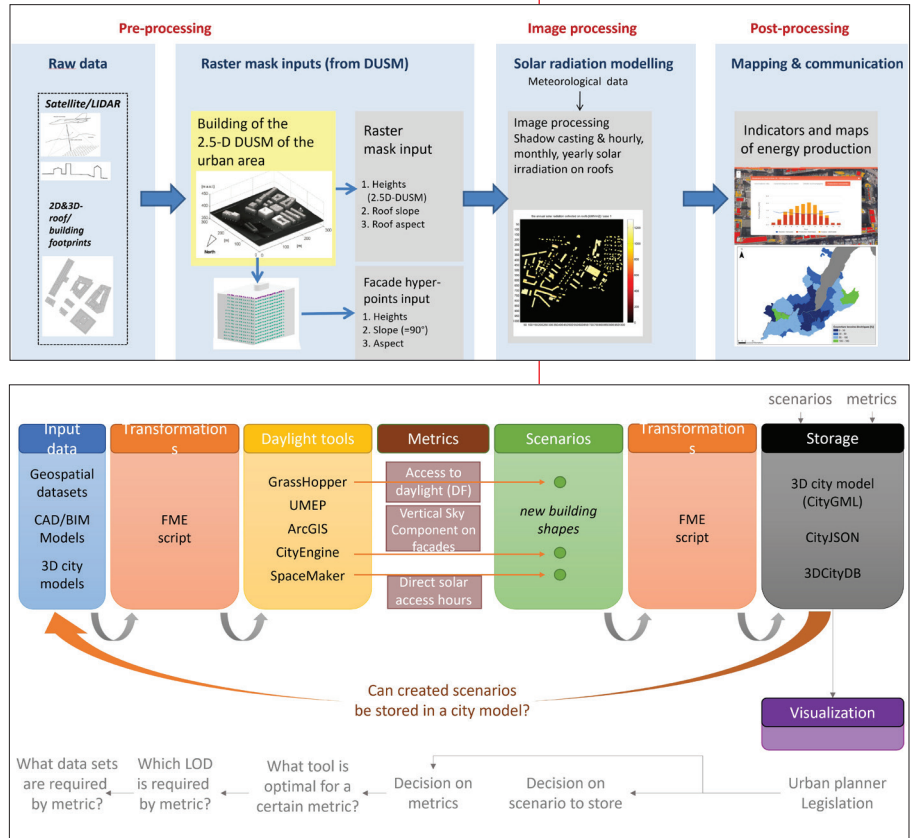 Pre-processing
Image processing
Post-processing
Raw data
Raster mask inputs (from DUSM)
Solar radiation modelling
Mapping & communication
Satellite/LIDAR
2D&3D-
roof/
building
footprints
Building of the
2.5-D DUSM of the
urban area
North
Raster
mask input
1. Heights
(2.5D-DUSM)
2. Roof slope
3. Roof aspect
Facade hyper-
points input
1. Heights
2. Slope (=90°)
3. Aspect
Meteorological data
Image processing
Shadow casting & hourly,
monthly, yearly solar
irradiation on roofs
Indicators and maps
of energy production
scenarios
metrics
Input
data
Transformation
s
Daylight tools
Metrics
Scenarios
Transformation
s
Storage
Geospatial
datasets
CAD/BIM
Models
3D city
models
FME
script
GrassHopper
UMEP
ArcGIS
CityEngine
SpaceMaker
Access to
daylight (DF)
Vertical Sky
Component on
facades
Direct solar
access hours
new building
shapes
FME
script
3D city model
(CityGML)
CityJSON
3DCityDB
Can created scenarios
be stored in a city model?
Visualization
What data sets
are required
by metric?
Which LOD
is required
by metric?
What tool is
optimal for a
certain metric?
Decision on
metrics
Decision on
scenario to store
Urban planner
Legislation